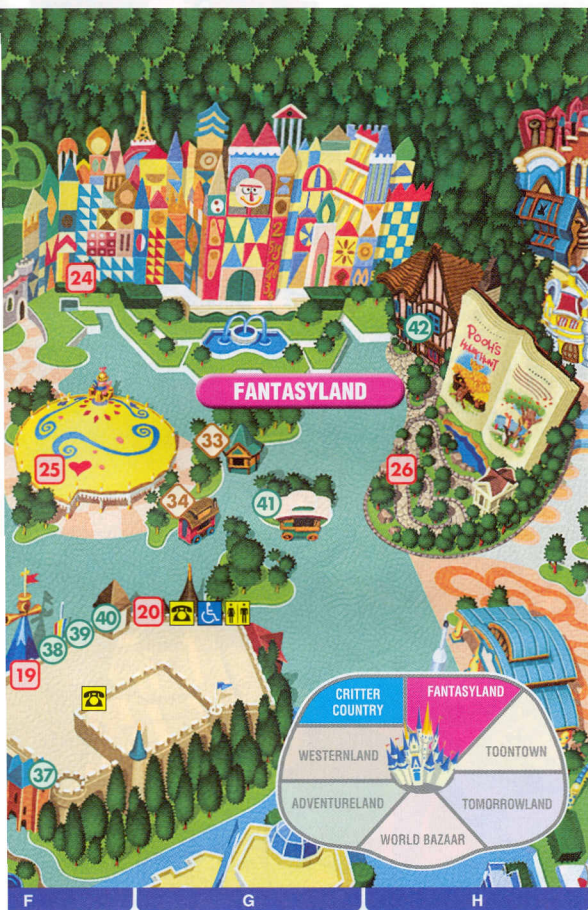 24
42
POOH'S
HUNNY HUNT
FANTASYLAND
33
25
26
34
41
40
20
39
38
19
37
CRITTER
COUNTRY
FANTASYLAND
WESTERNLAND
TOONTOWN
ADVENTURELAND
TOMORROWLAND
WORLD BAZAAR
F
G
H